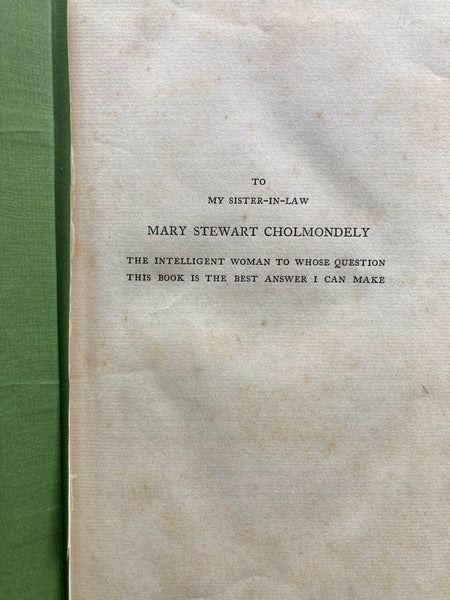 TO
MY SISTER-IN-LAW
MARY STEWART CHOLMONDELY
THE INTELLIGENT WOMAN TO WHOSE QUESTION
THIS BOOK IS THE BEST ANSWER I CAN MAKE